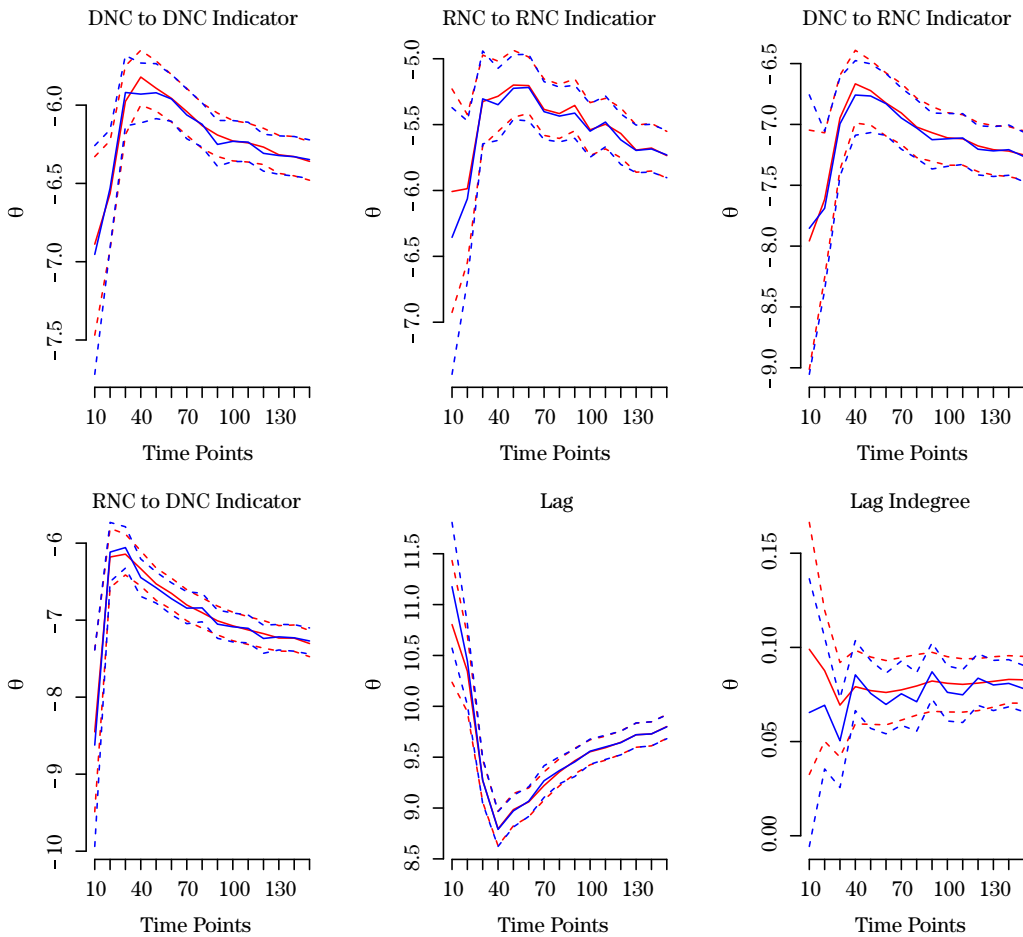 DNC to DNC Indicator
θ
−7.5 −7.0 −6.5 −6.0
10 40 70 100 130
Time Points
RNC to RNC Indicatior
θ
−7.0 −6.5 −6.0 −5.5 −5.0
10 40 70 100 130
Time Points
DNC to RNC Indicator
θ
−9.0 −8.5 −8.0 −7.5 −7.0 −6.5
10 40 70 100 130
Time Points
RNC to DNC Indicator
θ
−10 −9 −8 −7 −6
10 40 70 100 130
Time Points
Lag
θ
8.5 9.0 9.5 10.0 10.5 11.0 11.5
10 40 70 100 130
Time Points
Lag Indegree
θ
0.00 0.05 0.10 0.15
10 40 70 100 130
Time Points